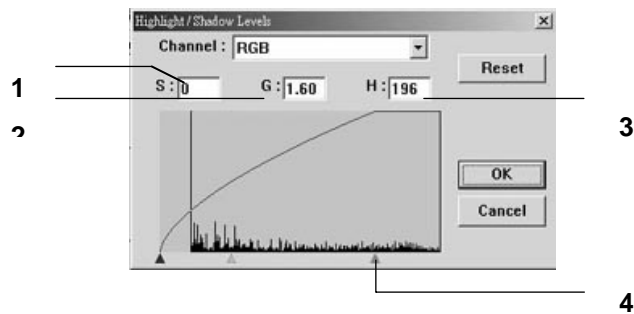 Highlight / Shadow Levels
Channel : RGB
Reset
S : 0 G : 1.60 H : 196
1
3
OK
Cancel
4